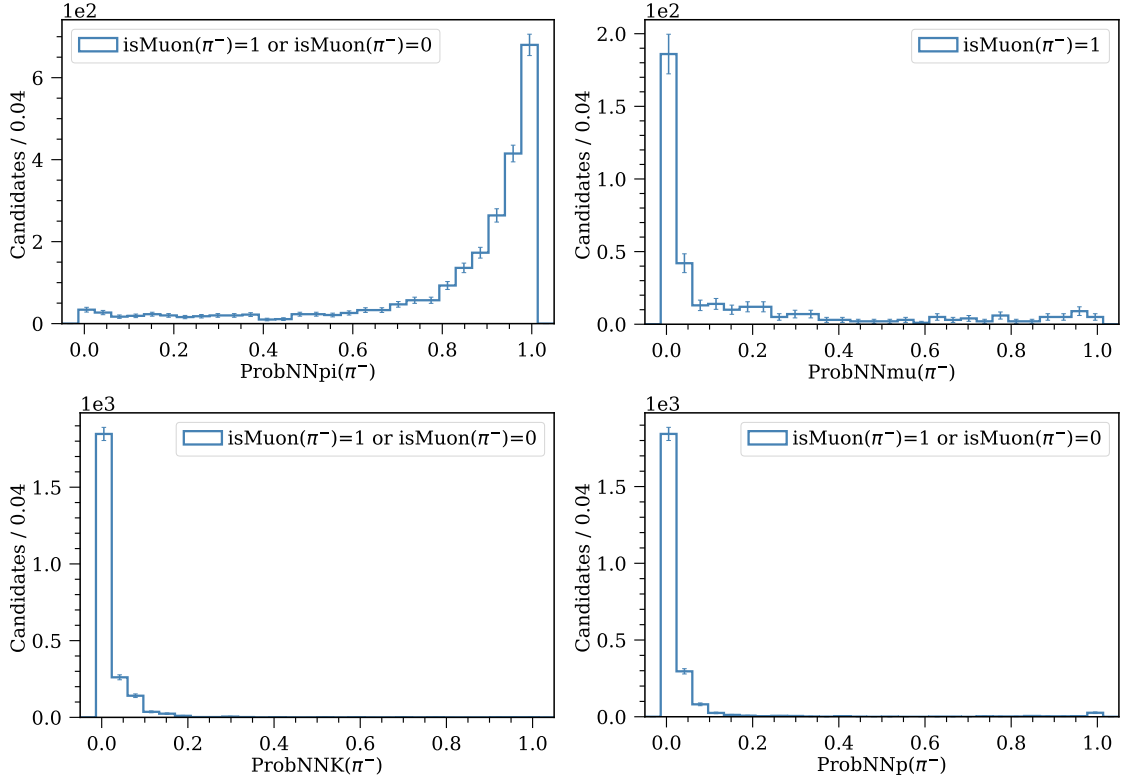 1e2
isMuon(π⁻)=1 or isMuon(π⁻)=0
Candidates / 0.04
6
4
2
0
0.0 0.2 0.4 0.6 0.8 1.0
ProbNNpi(π⁻)
1e2
isMuon(π⁻)=1
Candidates / 0.04
2.0
1.5
1.0
0.5
0.0
0.0 0.2 0.4 0.6 0.8 1.0
ProbNNmu(π⁻)
1e3
isMuon(π⁻)=1 or isMuon(π⁻)=0
Candidates / 0.04
1.5
1.0
0.5
0.0
0.0 0.2 0.4 0.6 0.8 1.0
ProbNNK(π⁻)
1e3
isMuon(π⁻)=1 or isMuon(π⁻)=0
Candidates / 0.04
1.5
1.0
0.5
0.0
0.0 0.2 0.4 0.6 0.8 1.0
ProbNNp(π⁻)